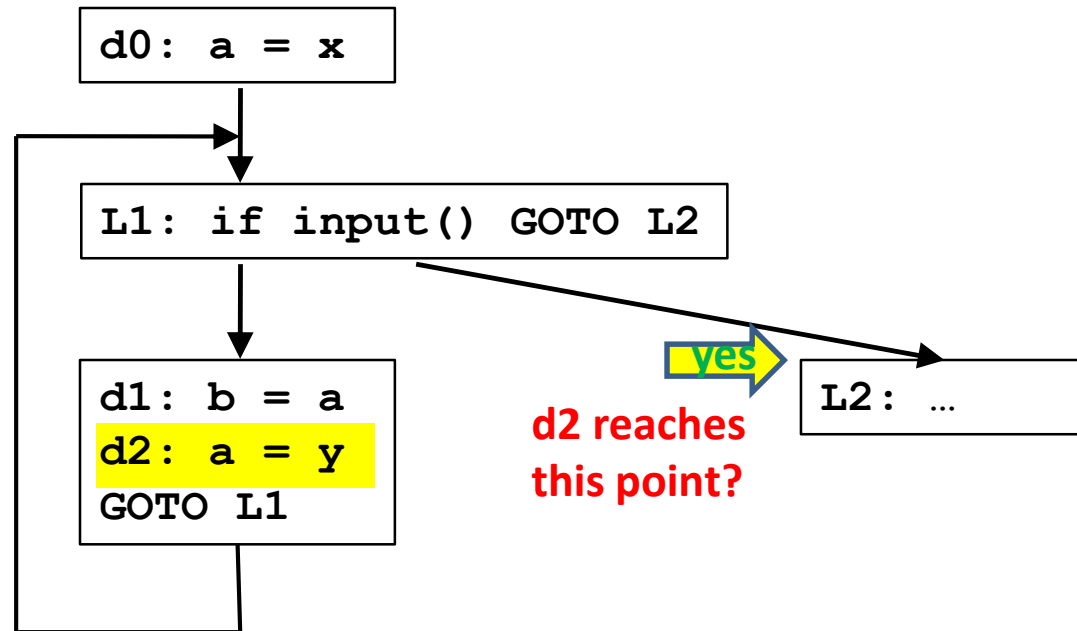 d0: a = x
L1: if input() GOTO L2
d1: b = a
d2: a = y
GOTO L1
yes
d2 reaches
this point?
L2: …